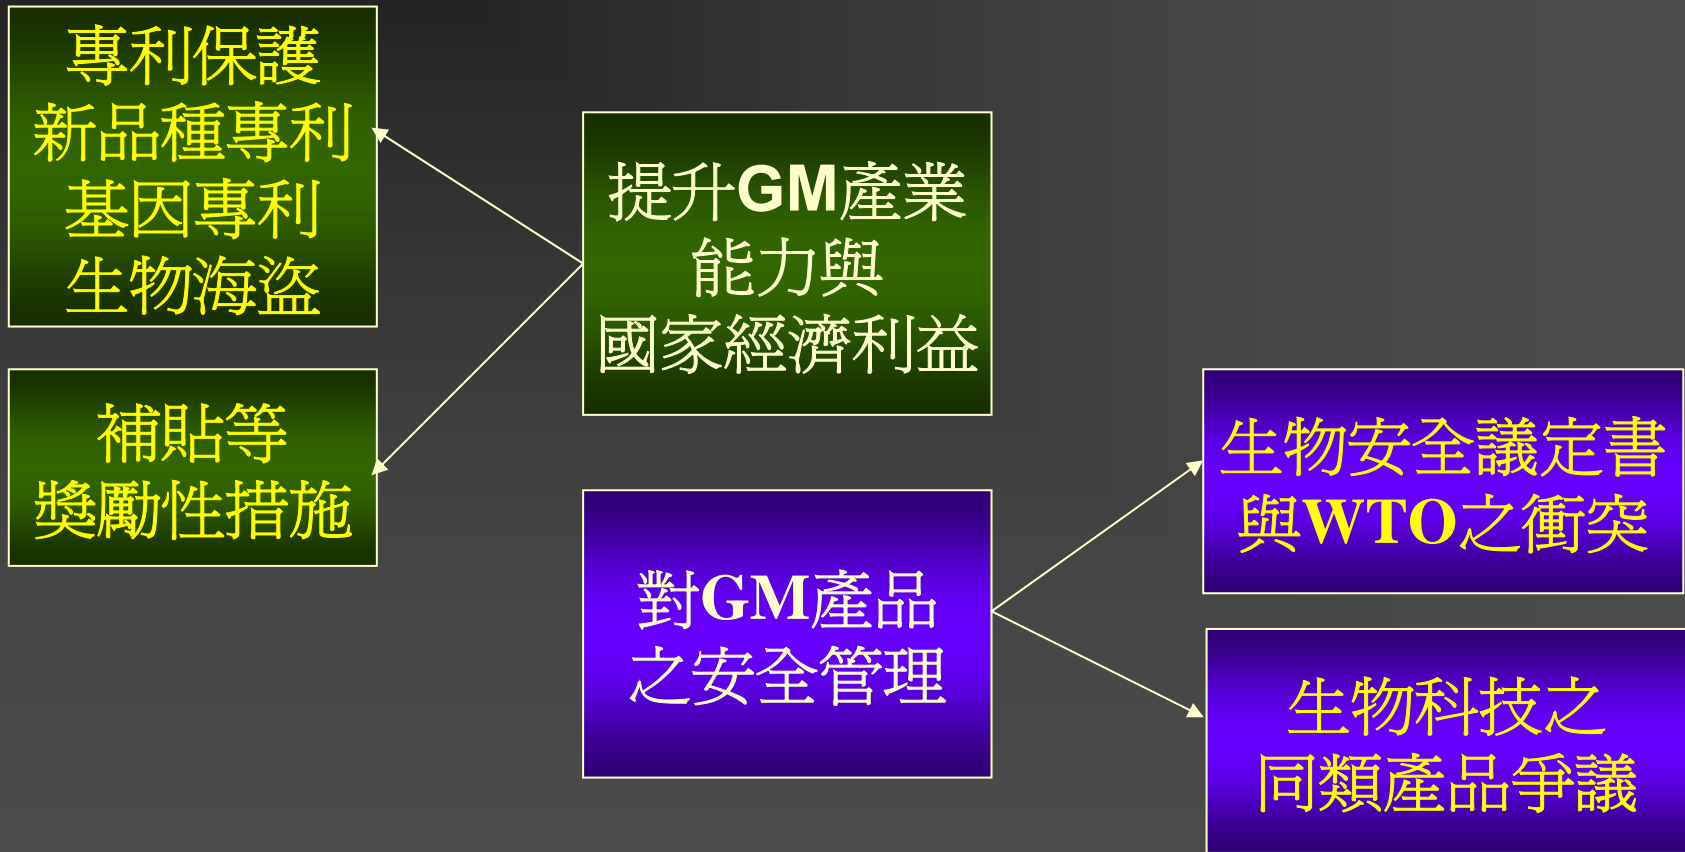 專利保護
新品種專利
基因專利
生物海盜
提升GM產業
能力與
國家經濟利益
補貼等
獎勵性措施
生物安全議定書
與WTO之衝突
對GM產品
之安全管理
生物科技之
同類產品爭議